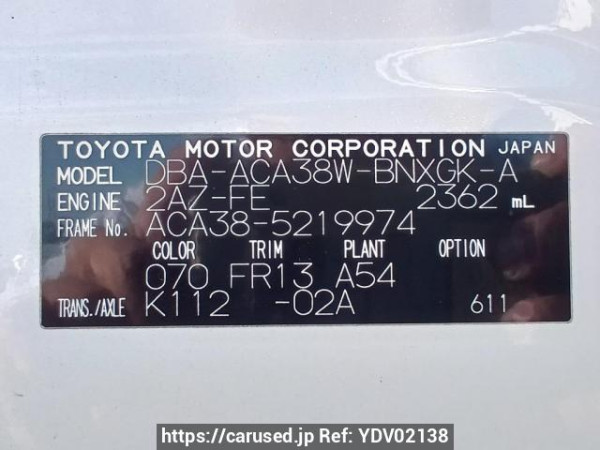 TOYOTA MOTOR CORPORATION JAPAN
MODEL DBA-ACA38W-BNXGK-A
ENGINE 2AZ-FE 2362 mL
FRAME No. ACA38-5219974
COLOR TRIM PLANT OPTION
070 FR13 A54
TRANS./AXLE K112 -02A 611
https://carused.jp Ref: YDV02138